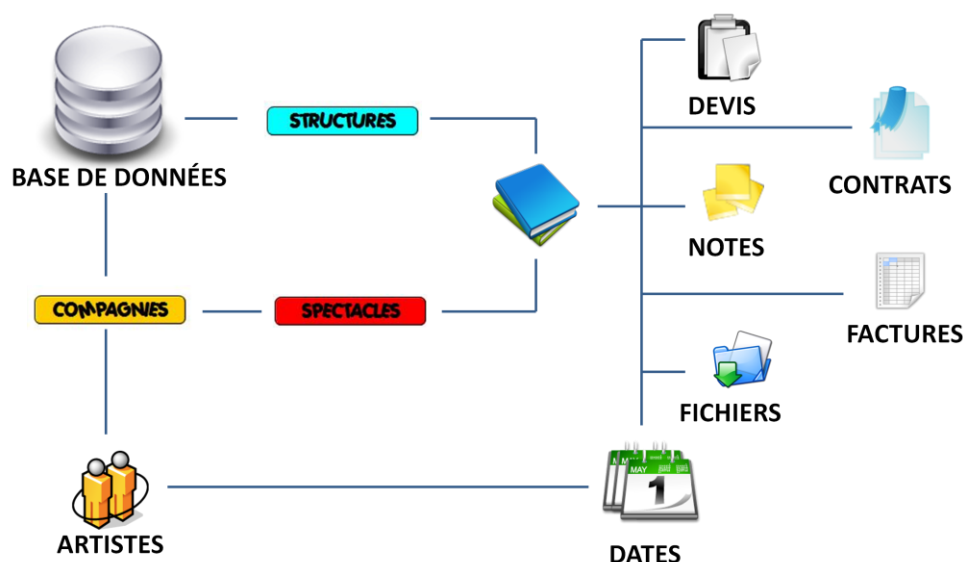 DEVIS
STRUCTURES
BASE DE DONNÉES
CONTRATS
NOTES
COMPAGNIES
SPECTACLES
FACTURES
FICHIERS
MAY
1
ARTISTES
DATES